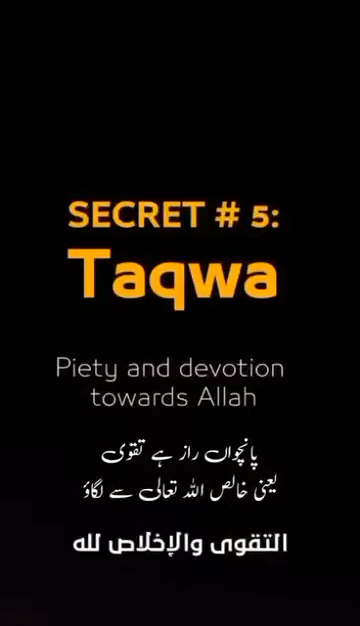 SECRET # 5:
Taqwa
Piety and devotion
towards Allah
پانچواں راز ہے تقوی
یعنی خالص اللہ تعالی سے لگاؤ
التقوى والإخلاص لله